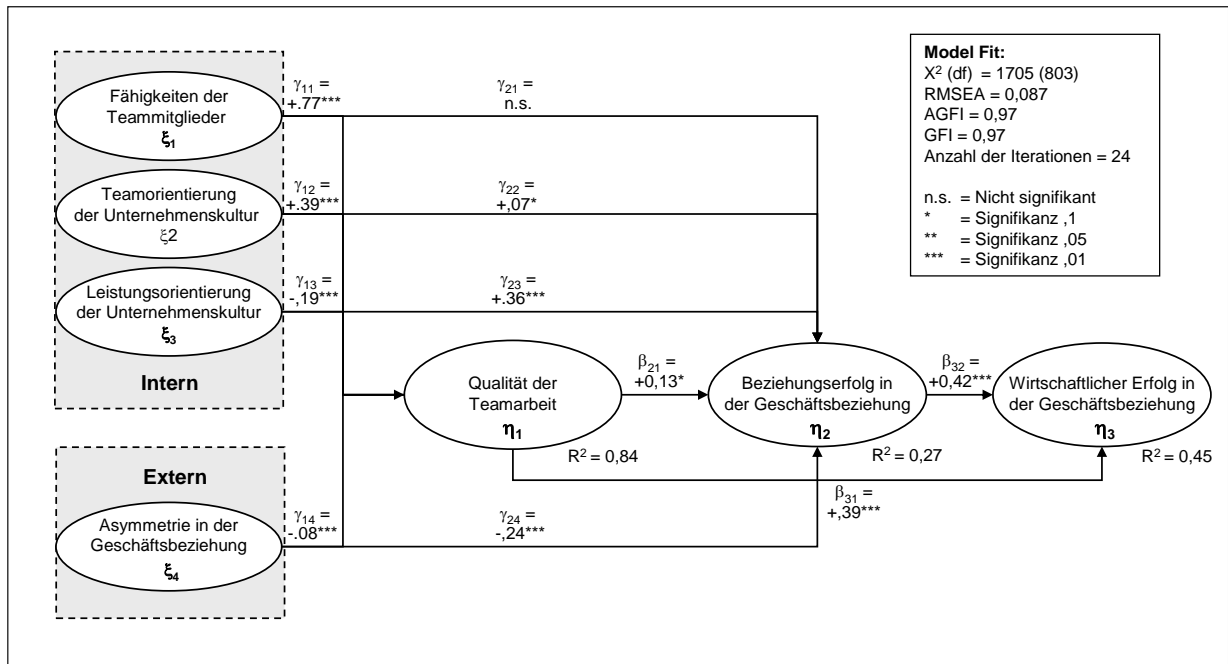 Fähigkeiten der
Teammitglieder
ξ1
Teamorientierung
der Unternehmenskultur
ξ2
Leistungsorientierung
der Unternehmenskultur
ξ3
Intern
Extern
Asymmetrie in der
Geschäftsbeziehung
ξ4
γ11 =
+.77***
γ21 =
n.s.
γ12 =
+.39***
γ22 =
+,07*
γ13 =
-,19***
γ23 =
+.36***
γ14 =
-.08***
γ24 =
-,24***
Qualität der
Teamarbeit
η1
R² = 0,84
β21 =
+0,13*
Beziehungserfolg in
der Geschäftsbeziehung
η2
R² = 0,27
β32 =
+0,42***
Wirtschaftlicher Erfolg in
der Geschäftsbeziehung
η3
R² = 0,45
β31 =
+,39***
Model Fit:
X² (df) = 1705 (803)
RMSEA = 0,087
AGFI = 0,97
GFI = 0,97
Anzahl der Iterationen = 24
n.s. = Nicht signifikant
* = Signifikanz ,1
** = Signifikanz ,05
*** = Signifikanz ,01